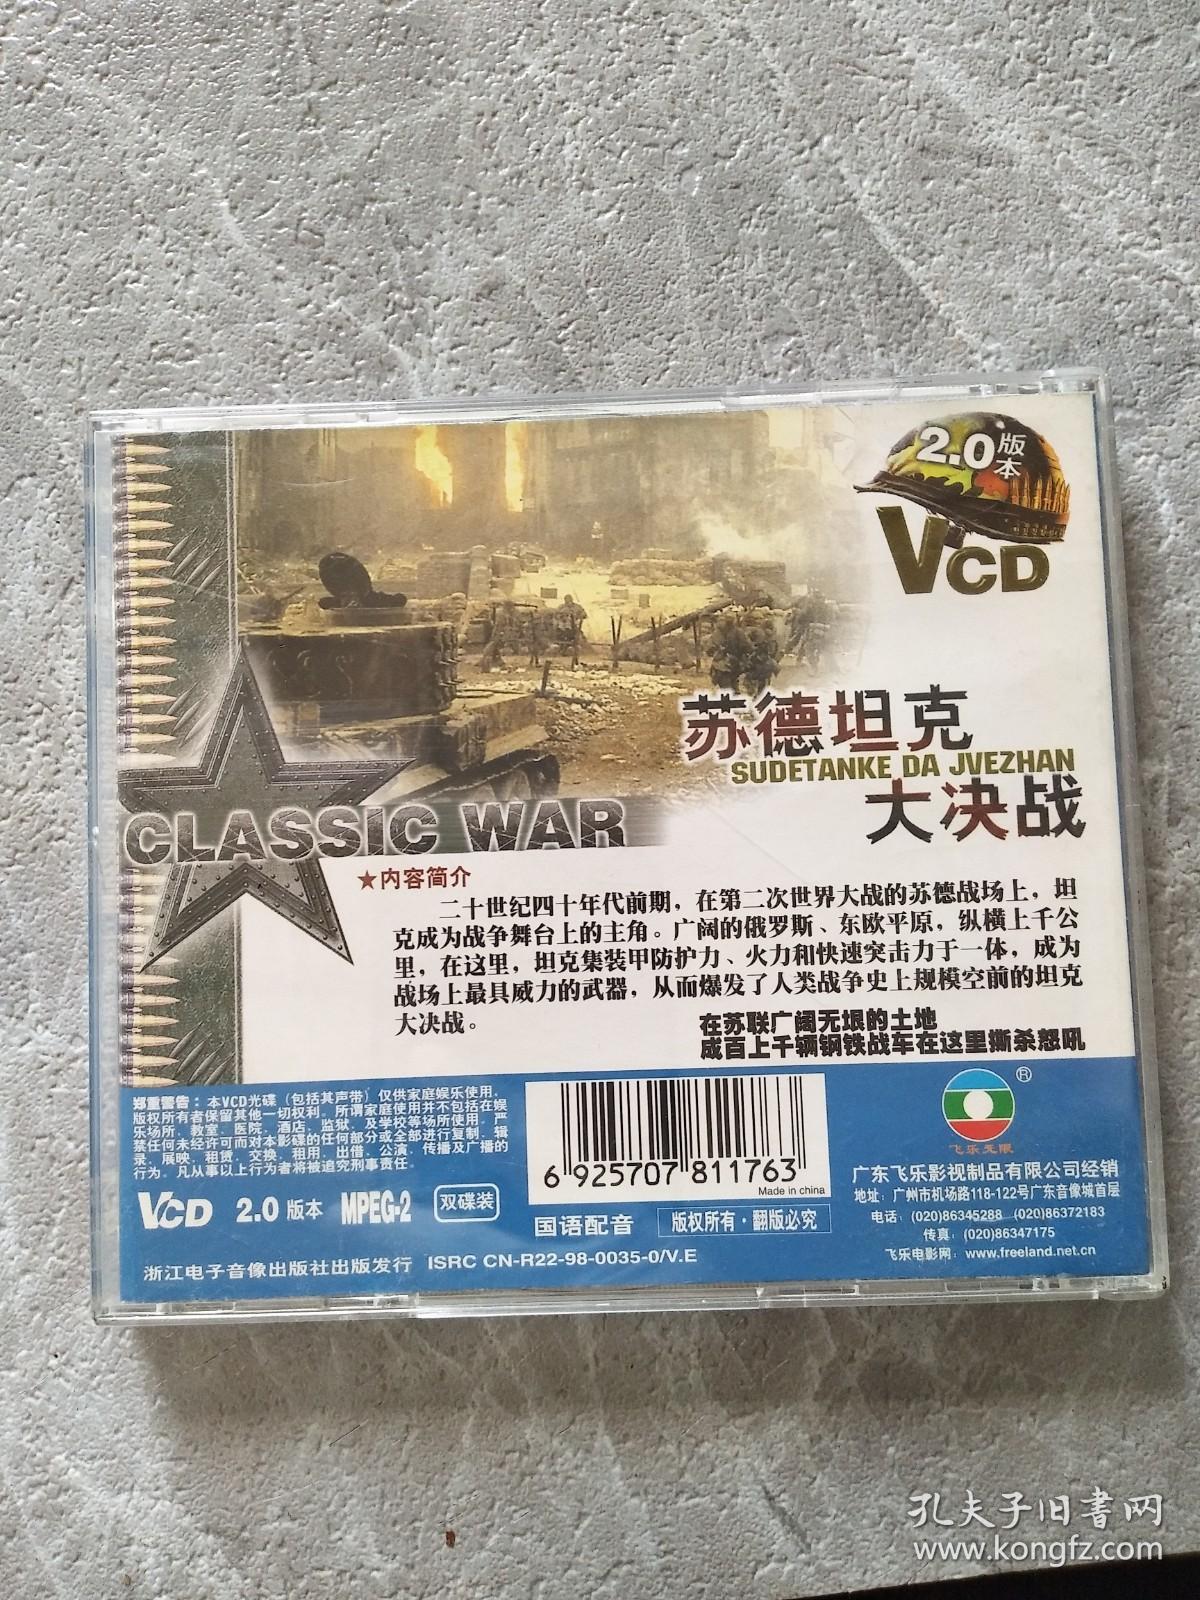 2.0版本
VCD
苏德坦克
SUDETANKE DA JVEZHAN
大决战
CLASSIC WAR
★内容简介
二十世纪四十年代前期，在第二次世界大战的苏德战场上，坦
克成为战争舞台上的主角。广阔的俄罗斯、东欧平原，纵横上千公
里，在这里，坦克集装甲防护力、火力和快速突击力于一体，成为
战场上最具威力的武器，从而爆发了人类战争史上规模空前的坦克
大决战。
在苏联广阔无垠的土地
成百上千辆钢铁战车在这里撕杀怒吼
郑重警告：本VCD光碟（包括其声带）仅供家庭娱乐使用，
版权所有者保留其他一切权利。所谓家庭使用并不包括在娱
乐场所、教室、医院、酒店、监狱、及学校等场所使用。严
禁任何未经许可而对本影碟的任何部分或全部进行复制、辑
录、展映、租赁、交换、租用、出借、公演、传播及广播的
行为。凡从事以上行为者将被追究刑事责任。
VCD 2.0版本 MPEG-2 双碟装
浙江电子音像出版社出版发行 ISRC CN-R22-98-0035-0/V.E
6 925707 811763
Made in china
国语配音 版权所有·翻版必究
®
飞乐无限
广东飞乐影视制品有限公司经销
地址：广州市机场路118-122号广东音像城首层
电话：(020)86345288 (020)86372183
传真：(020)86347175
飞乐电影网：www.freeland.net.cn
孔夫子旧书网
www.kongfz.com